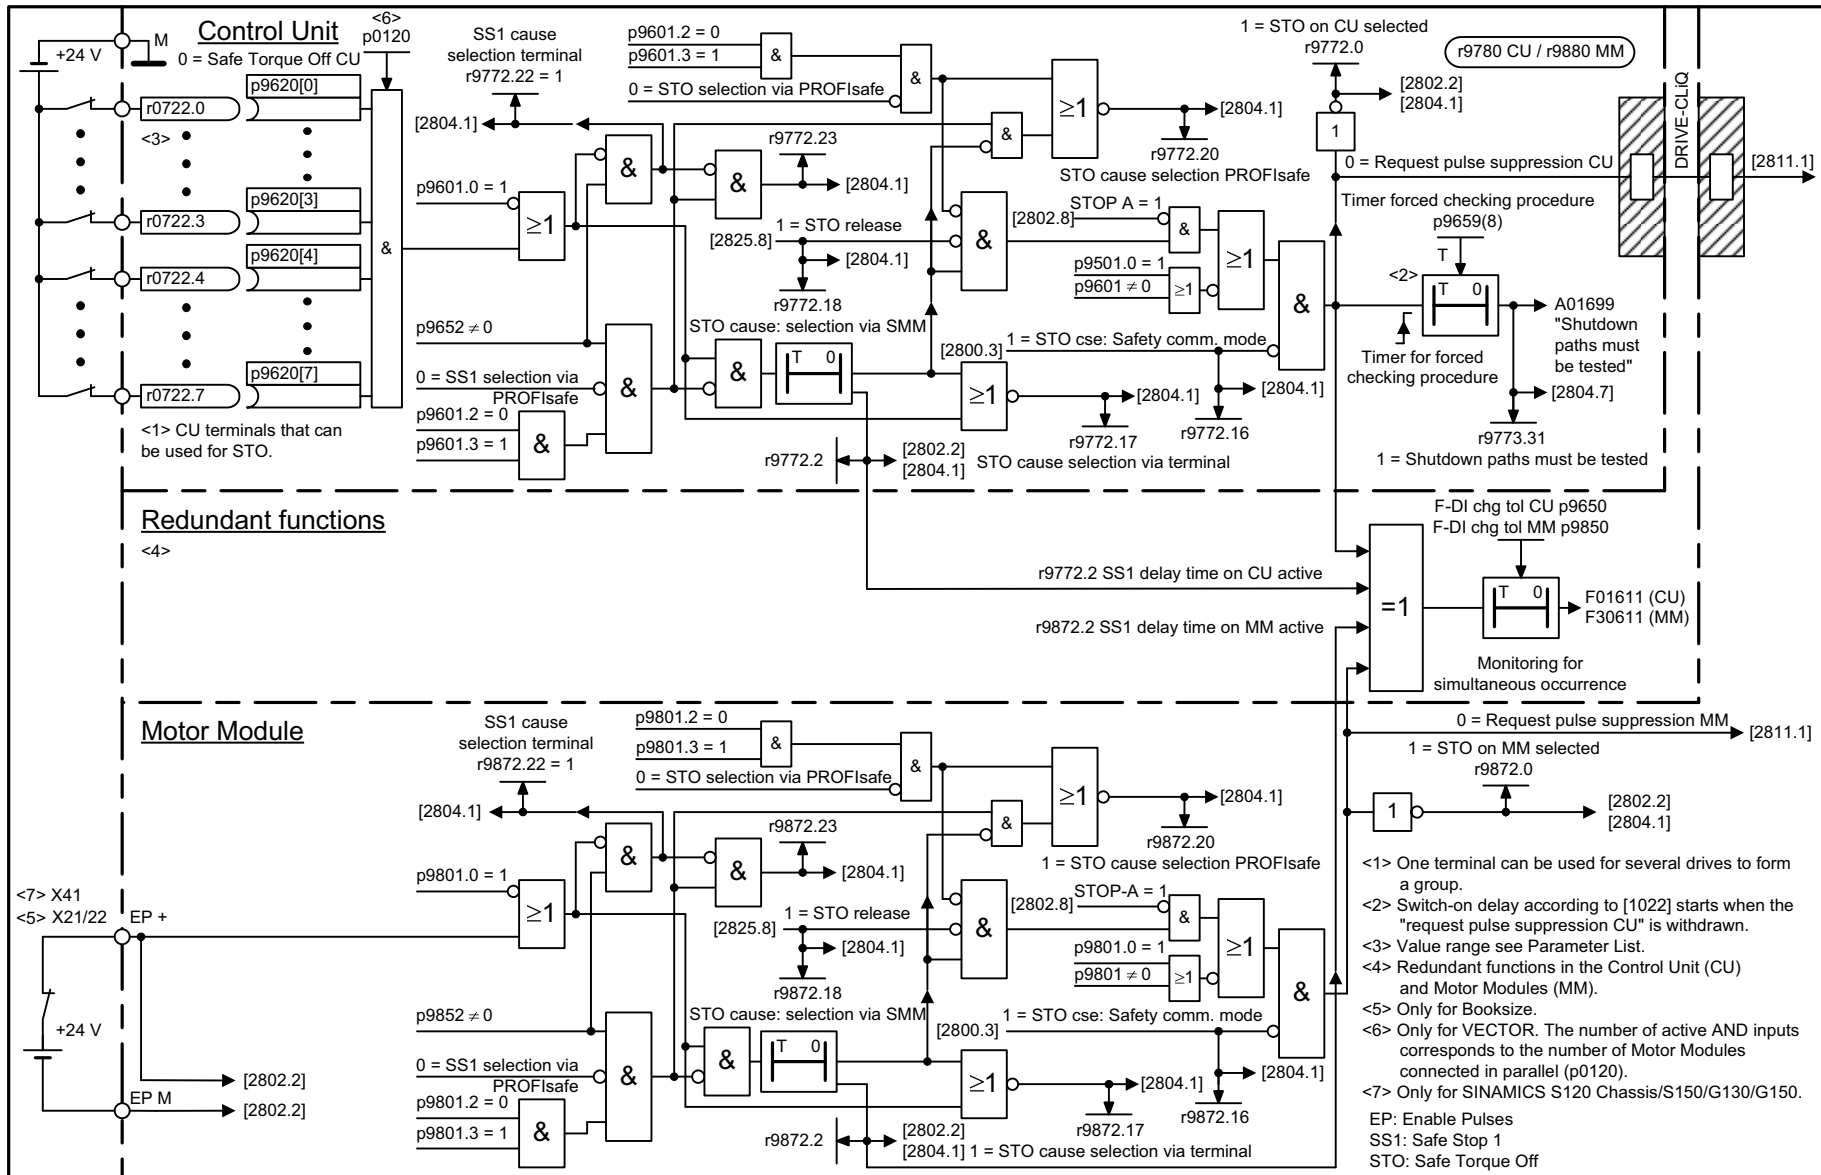 Control Unit
<6>
p0120
+24 V
M
0 = Safe Torque Off CU
r0722.0
p9620[0]
<3>
r0722.3
p9620[3]
r0722.4
p9620[4]
r0722.7
p9620[7]
&
<1> CU terminals that can
be used for STO.
SS1 cause
selection terminal
r9772.22 = 1
[2804.1]
p9601.0 = 1
≥1
&
&
r9772.23
[2804.1]
p9601.2 = 0
p9601.3 = 1
&
0 = STO selection via PROFIsafe
&
&
≥1
[2804.1]
r9772.20
STO cause selection PROFIsafe
1 = STO release
[2825.8]
[2804.1]
r9772.18
&
[2802.8]
STOP A = 1
&
p9501.0 = 1
p9601 ≠ 0
≥1
≥1
&
p9652 ≠ 0
0 = SS1 selection via
PROFIsafe
&
p9601.2 = 0
p9601.3 = 1
&
STO cause: selection via SMM
&
T 0
[2800.3]
1 = STO cse: Safety comm. mode
≥1
[2804.1]
r9772.17
STO cause selection via terminal
[2804.1]
r9772.16
r9772.2
[2802.2]
[2804.1]
1 = STO on CU selected
r9772.0
[2802.2]
[2804.1]
1
r9780 CU / r9880 MM
DRIVE-CLiQ
0 = Request pulse suppression CU
[2811.1]
Timer forced checking procedure
p9659(8)
T
<2>
T 0
Timer for forced
checking procedure
A01699
"Shutdown
paths must
be tested"
[2804.7]
r9773.31
1 = Shutdown paths must be tested
Redundant functions
<4>
F-DI chg tol CU p9650
F-DI chg tol MM p9850
r9772.2 SS1 delay time on CU active
r9872.2 SS1 delay time on MM active
=1
T 0
F01611 (CU)
F30611 (MM)
Monitoring for
simultaneous occurrence
Motor Module
SS1 cause
selection terminal
r9872.22 = 1
[2804.1]
p9801.2 = 0
p9801.3 = 1
&
0 = STO selection via PROFIsafe
&
&
≥1
[2804.1]
r9872.20
1 = STO cause selection PROFIsafe
p9801.0 = 1
≥1
&
&
r9872.23
[2804.1]
<7> X41
<5> X21/22
EP +
+24 V
EP M
[2802.2]
[2802.2]
1 = STO release
[2825.8]
[2804.1]
r9872.18
&
[2802.8]
STOP-A = 1
&
p9801.0 = 1
p9801 ≠ 0
≥1
≥1
&
p9852 ≠ 0
0 = SS1 selection via
PROFIsafe
&
p9801.2 = 0
p9801.3 = 1
&
STO cause: selection via SMM
&
T 0
[2800.3]
1 = STO cse: Safety comm. mode
≥1
[2804.1]
r9872.17
[2804.1]
r9872.16
r9872.2
[2802.2]
[2804.1]
1 = STO cause selection via terminal
0 = Request pulse suppression MM
[2811.1]
1 = STO on MM selected
r9872.0
1
[2802.2]
[2804.1]
<1> One terminal can be used for several drives to form
a group.
<2> Switch-on delay according to [1022] starts when the
"request pulse suppression CU" is withdrawn.
<3> Value range see Parameter List.
<4> Redundant functions in the Control Unit (CU)
and Motor Modules (MM).
<5> Only for Booksize.
<6> Only for VECTOR. The number of active AND inputs
corresponds to the number of Motor Modules
connected in parallel (p0120).
<7> Only for SINAMICS S120 Chassis/S150/G130/G150.
EP: Enable Pulses
SS1: Safe Stop 1
STO: Safe Torque Off